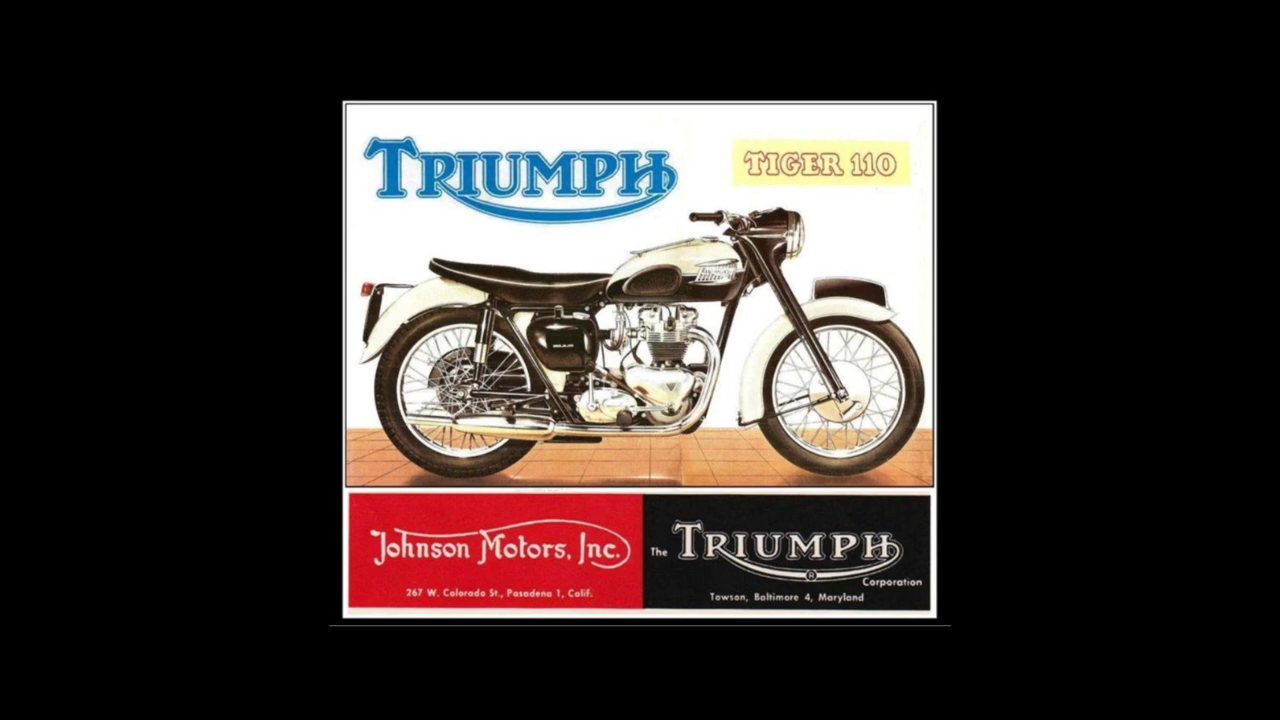 TRIUMPH
TIGER 110
Johnson Motors, Inc.
267 W. Colorado St., Pasadena 1, Calif.
The TRIUMPH
Corporation
Towson, Baltimore 4, Maryland